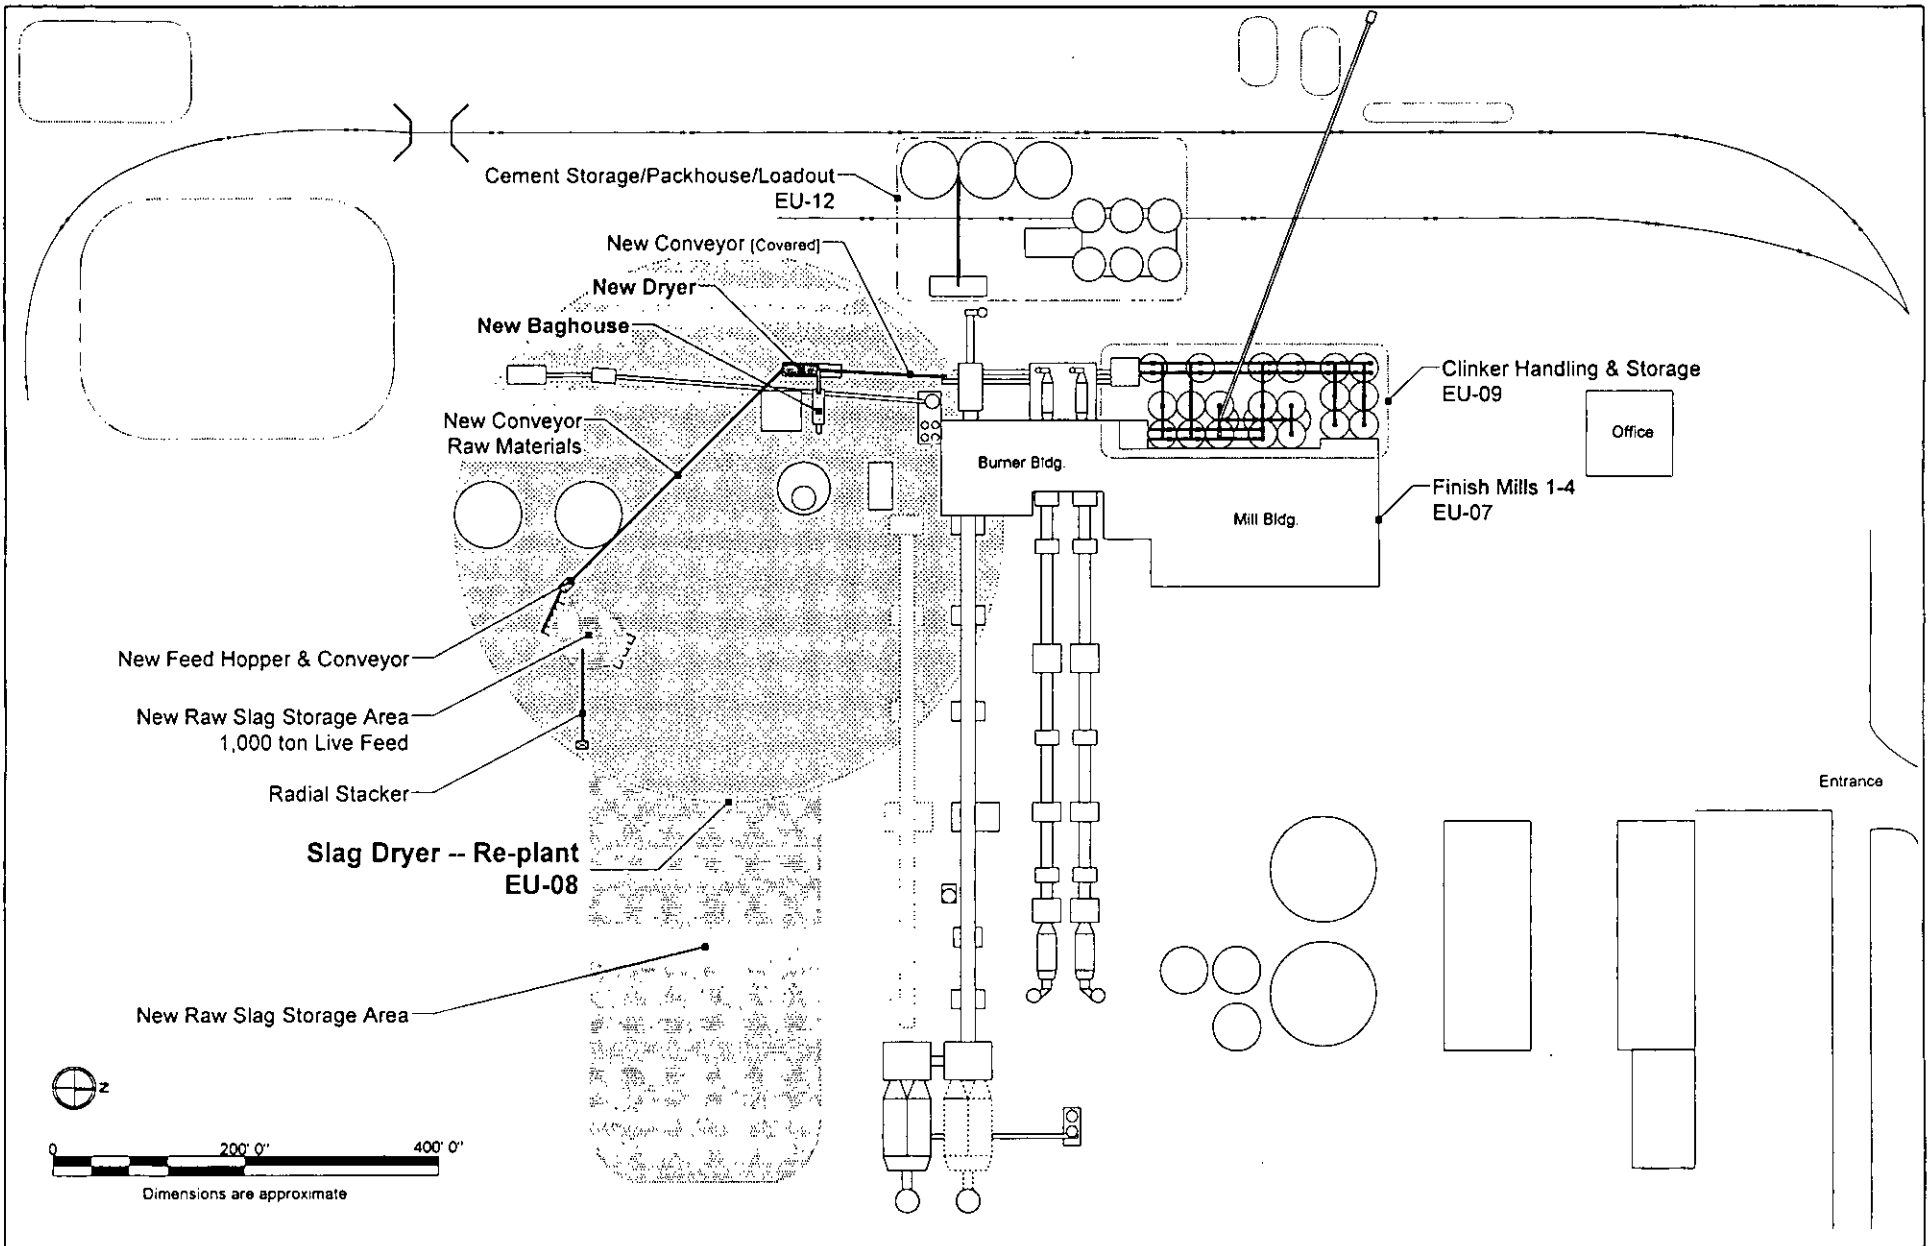 Cement Storage/Packhouse/Loadout
EU-12
New Conveyor [Covered]
New Dryer
New Baghouse
New Conveyor
Raw Materials
Clinker Handling & Storage
EU-09
Office
Burner Bldg.
Finish Mills 1-4
EU-07
Mill Bldg.
New Feed Hopper & Conveyor
New Raw Slag Storage Area
1,000 ton Live Feed
Radial Stacker
Entrance
Slag Dryer -- Re-plant
EU-08
New Raw Slag Storage Area
N
0 200' 0" 400' 0"
Dimensions are approximate